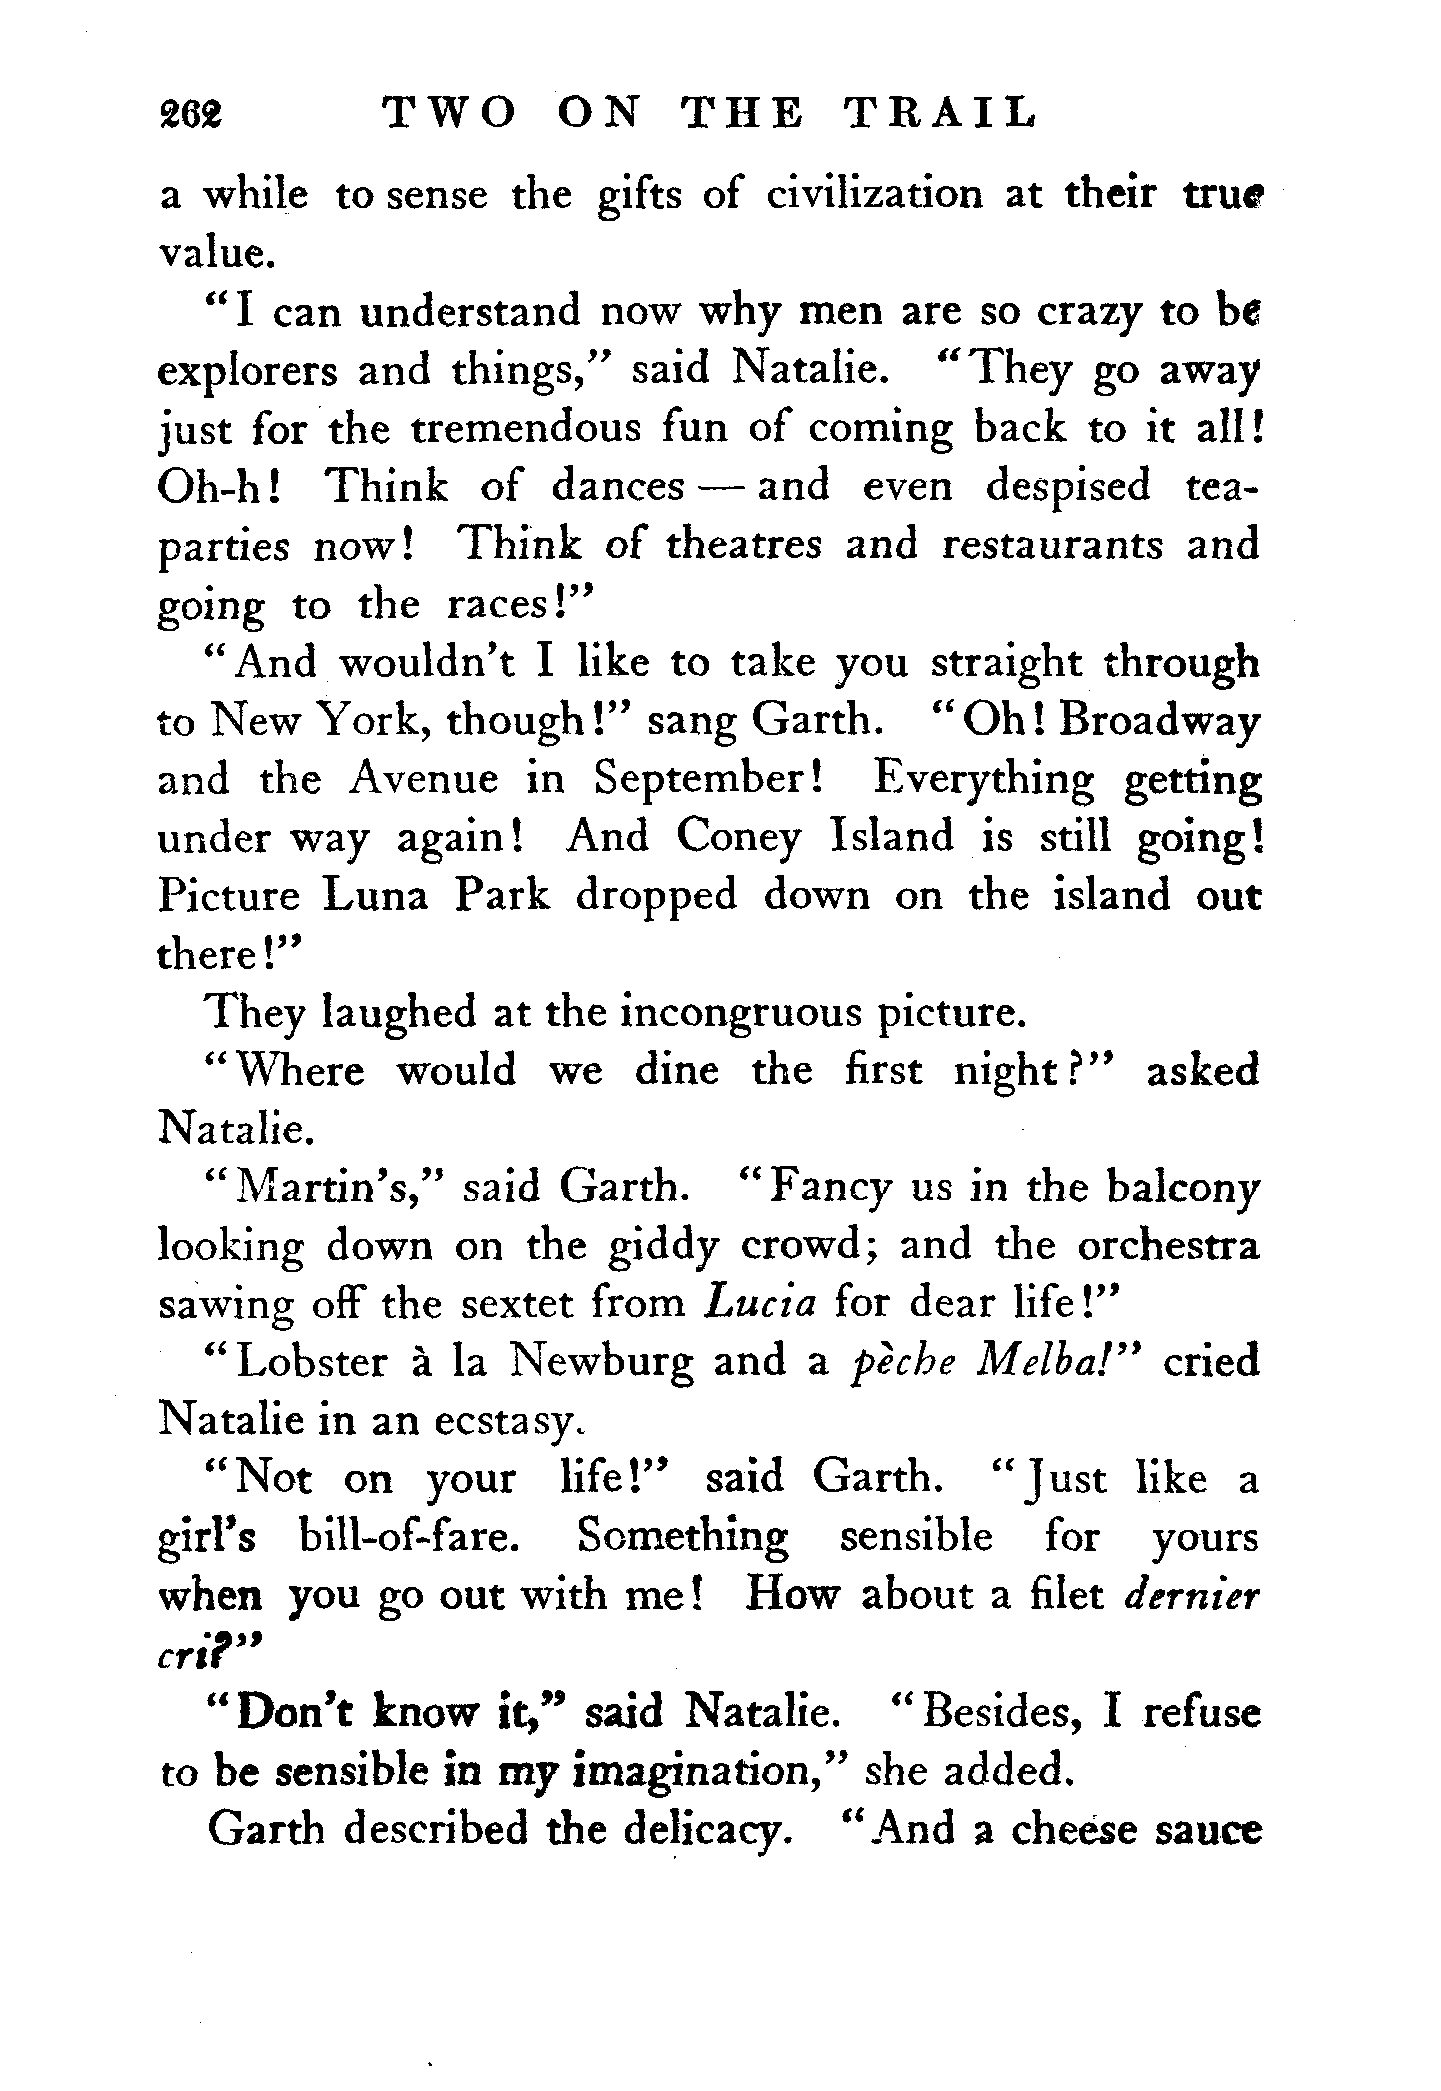 262 TWO ON THE TRAIL
a while to sense the gifts of civilization at their true
value.
“I can understand now why men are so crazy to be
explorers and things,” said Natalie. “They go away
just for the tremendous fun of coming back to it all!
Oh-h! Think of dances — and even despised tea-
parties now! Think of theatres and restaurants and
going to the races!”
“And wouldn’t I like to take you straight through
to New York, though!” sang Garth. “Oh! Broadway
and the Avenue in September! Everything getting
under way again! And Coney Island is still going!
Picture Luna Park dropped down on the island out
there!”
They laughed at the incongruous picture.
“Where would we dine the first night?” asked
Natalie.
“Martin’s,” said Garth. “Fancy us in the balcony
looking down on the giddy crowd; and the orchestra
sawing off the sextet from Lucia for dear life!”
“Lobster à la Newburg and a pèche Melba!” cried
Natalie in an ecstasy.
“Not on your life!” said Garth. “Just like a
girl’s bill-of-fare. Something sensible for yours
when you go out with me! How about a filet dernier
cri?”
“Don’t know it,” said Natalie. “Besides, I refuse
to be sensible in my imagination,” she added.
Garth described the delicacy. “And a cheese sauce